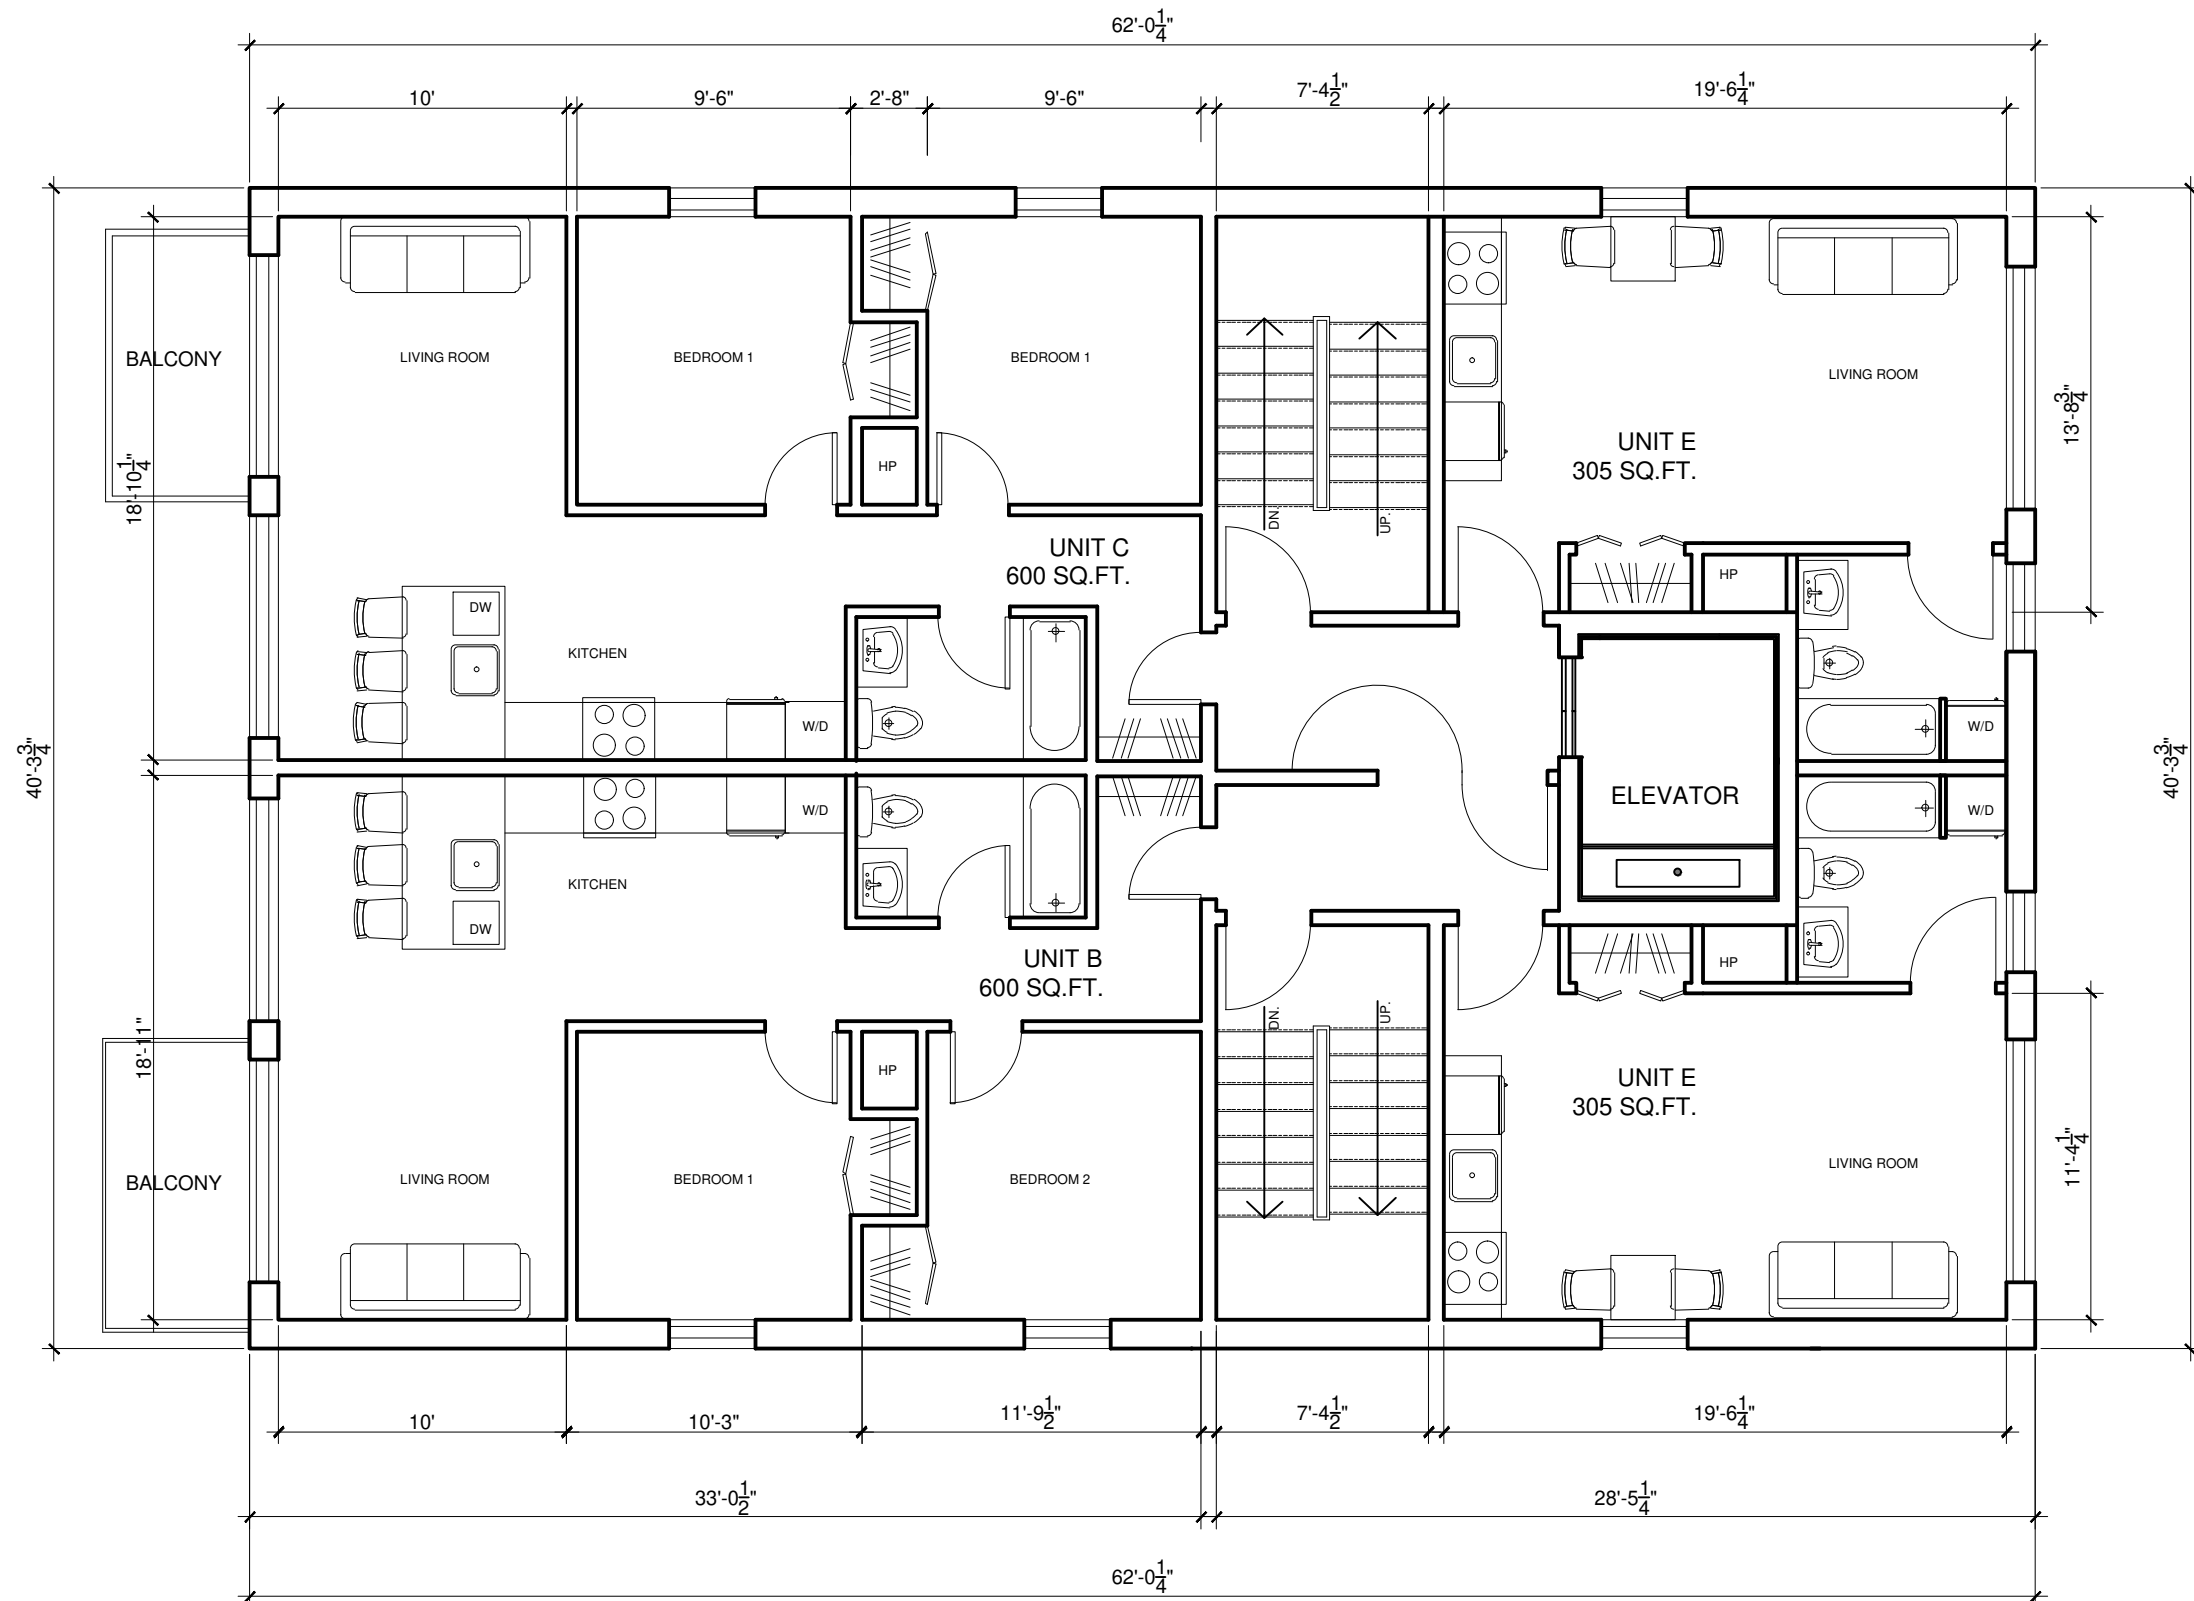 62'-0 1/4"
10'
9'-6"
2'-8"
9'-6"
7'-4 1/2"
19'-6 1/4"
BALCONY
LIVING ROOM
BEDROOM 1
BEDROOM 1
LIVING ROOM
UNIT E
305 SQ.FT.
13'-8 3/4"
18'-10 1/4"
HP
DN.
UP.
UNIT C
600 SQ.FT.
HP
DW
KITCHEN
W/D
W/D
40'-3 3/4"
40'-3 3/4"
ELEVATOR
W/D
W/D
KITCHEN
DW
UNIT B
600 SQ.FT.
HP
DN.
UP.
18'-11"
HP
UNIT E
305 SQ.FT.
11'-4 1/4"
BALCONY
LIVING ROOM
BEDROOM 1
BEDROOM 2
LIVING ROOM
10'
10'-3"
11'-9 1/2"
7'-4 1/2"
19'-6 1/4"
33'-0 1/2"
28'-5 1/4"
62'-0 1/4"